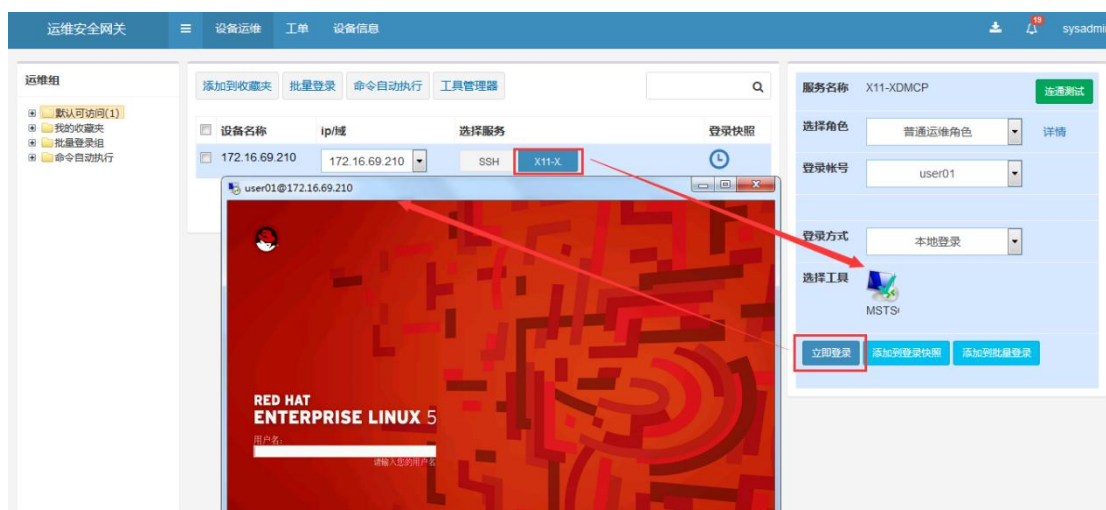 运维安全网关 设备运维 工单 设备信息 19 sysadmi
运维组
默认可访问(1)
我的收藏夹
批量登录组
命令自动执行
添加到收藏夹 批量登录 命令自动执行 工具管理器
设备名称 ip/域 选择服务 登录快照
172.16.69.210 172.16.69.210 SSH X11-X.
user01@172.16.69.210
RED HAT
ENTERPRISE LINUX 5
用户名:
请输入您的用户名
服务名称 X11-XDMCP 连通测试
选择角色 普通运维角色 详情
登录帐号 user01
登录方式 本地登录
选择工具
MSTS
立即登录 添加到登录快照 添加到批量登录